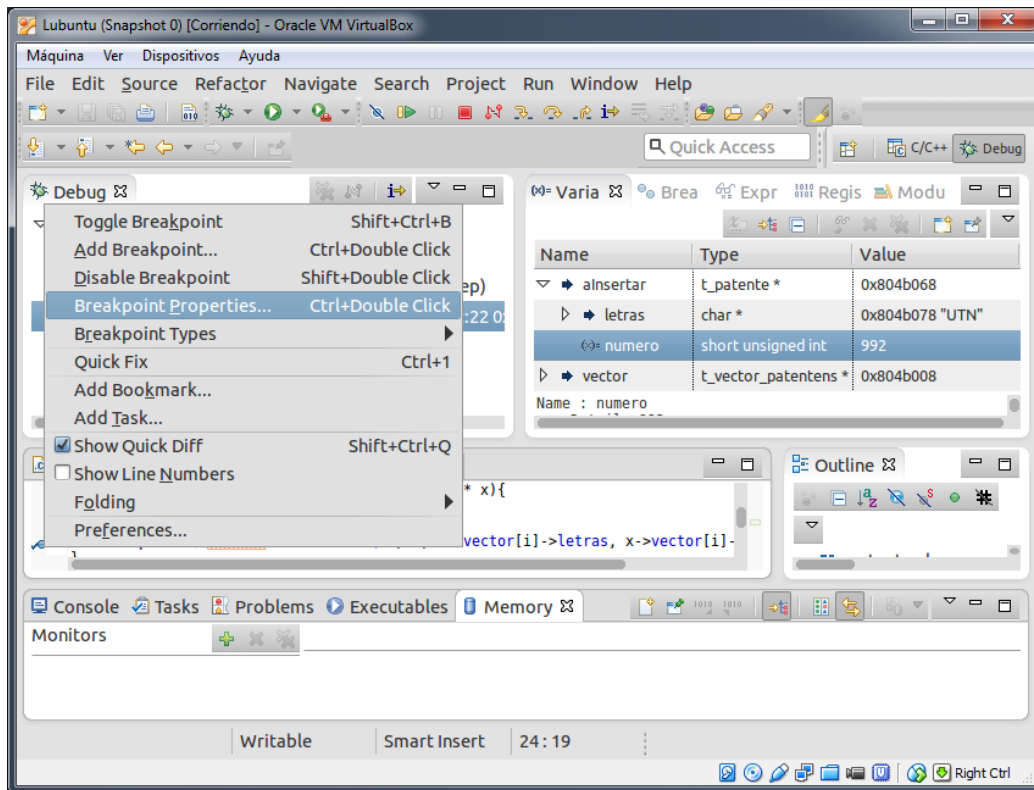 Lubuntu (Snapshot 0) [Corriendo] - Oracle VM VirtualBox
Máquina Ver Dispositivos Ayuda
File Edit Source Refactor Navigate Search Project Run Window Help
Quick Access C/C++ Debug
Debug
Toggle Breakpoint Shift+Ctrl+B
Add Breakpoint... Ctrl+Double Click
Disable Breakpoint Shift+Double Click
ep)
Breakpoint Properties... Ctrl+Double Click
:22 0
Breakpoint Types
Quick Fix Ctrl+1
Add Bookmark...
Add Task...
Show Quick Diff Shift+Ctrl+Q
Show Line Numbers
Folding
Preferences...
(x)= Varia Brea Expr Regis Modu
Name Type Value
aInsertar t_patente * 0x804b068
letras char * 0x804b078 "UTN"
(x)= numero short unsigned int 992
vector t_vector_patentens * 0x804b008
Name : numero
* x){
vector[i]->letras, x->vector[i]-
Outline
Console Tasks Problems Executables Memory
Monitors
Writable Smart Insert 24 : 19
Right Ctrl